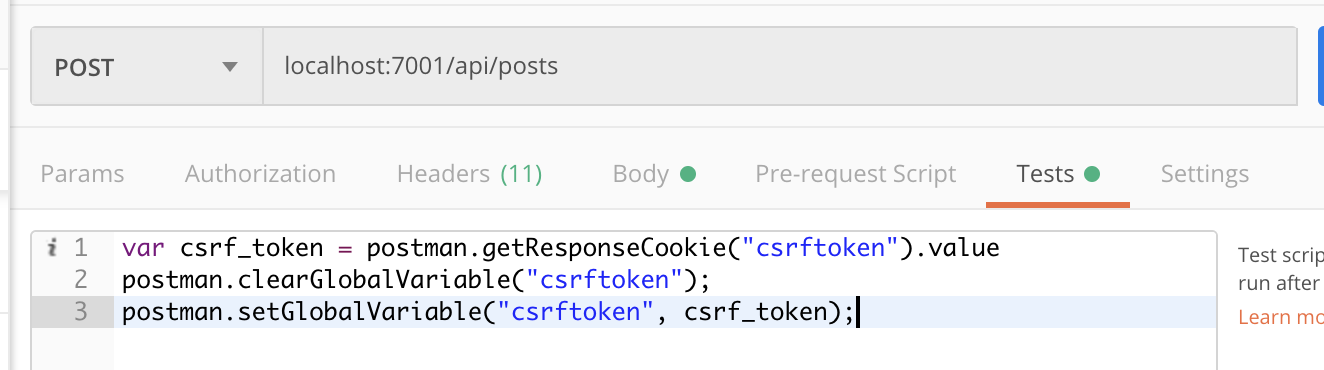 POST localhost:7001/api/posts
Params Authorization Headers (11) Body Pre-request Script Tests Settings
i 1 var csrf_token = postman.getResponseCookie("csrftoken").value
2 postman.clearGlobalVariable("csrftoken");
3 postman.setGlobalVariable("csrftoken", csrf_token);
Test scrip
run after
Learn mo